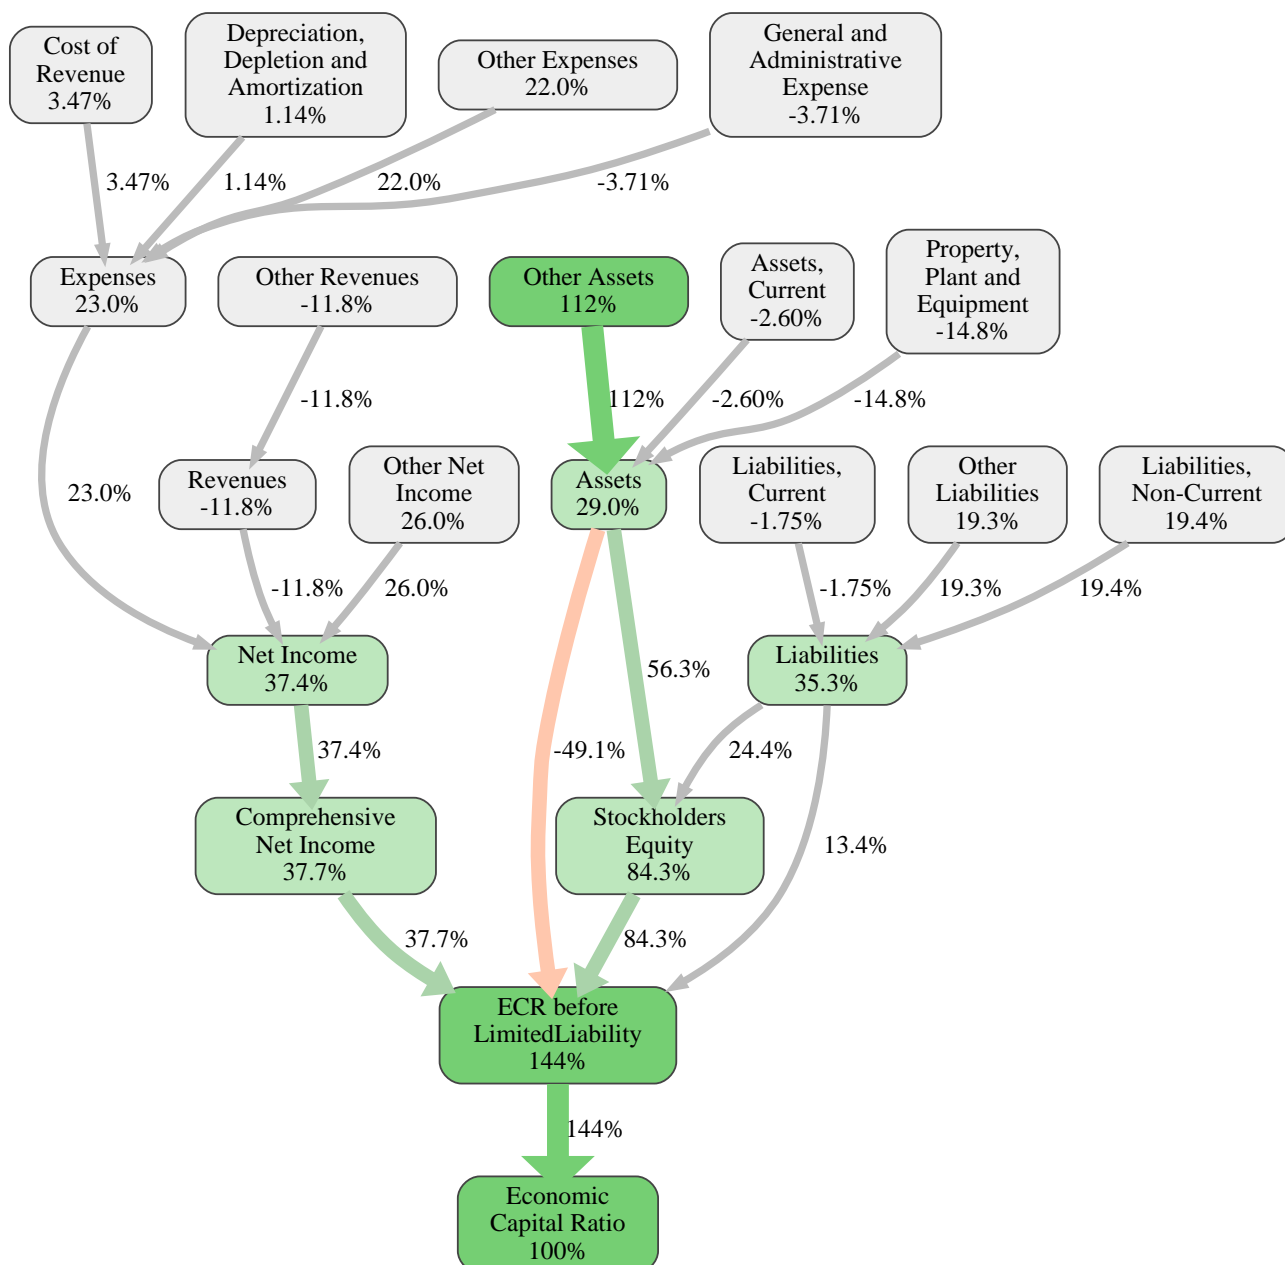 Cost of
Revenue
3.47%
Depreciation,
Depletion and
Amortization
1.14%
Other Expenses
22.0%
General and
Administrative
Expense
-3.71%
3.47%
1.14%
22.0%
-3.71%
Expenses
23.0%
Other Revenues
-11.8%
Other Assets
112%
Assets,
Current
-2.60%
Property,
Plant and
Equipment
-14.8%
-11.8%
112%
-2.60%
-14.8%
23.0%
Revenues
-11.8%
Other Net
Income
26.0%
Assets
29.0%
Liabilities,
Current
-1.75%
Other
Liabilities
19.3%
Liabilities,
Non-Current
19.4%
-11.8%
26.0%
-1.75%
19.3%
19.4%
Net Income
37.4%
56.3%
Liabilities
35.3%
37.4%
-49.1%
24.4%
Comprehensive
Net Income
37.7%
Stockholders
Equity
84.3%
13.4%
37.7%
84.3%
ECR before
LimitedLiability
144%
144%
Economic
Capital Ratio
100%